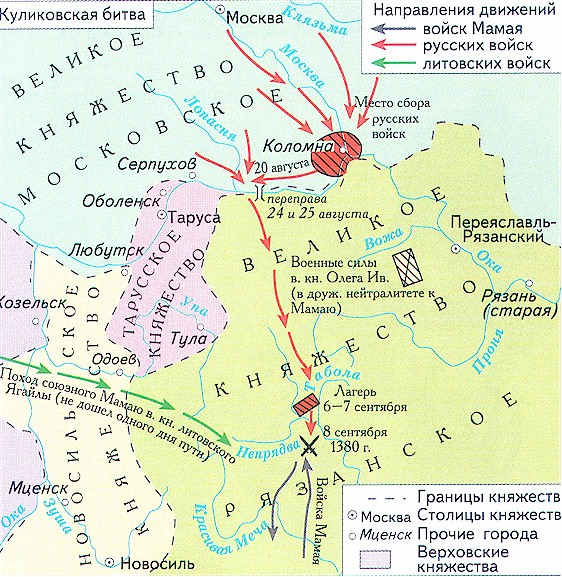 Куликовская битва
Москва
Клязьма
Направления движений
войск Мамая
русских войск
литовских войск
ВЕЛИКОЕ
КНЯЖЕСТВО
МОСКОВСКОЕ
Москва
Лопасня
Место сбора
русских
войск
Коломна
20 августа
Серпухов
переправа
24 и 25 августа
Оболенск
Таруса
Любутск
ТАРУССКОЕ
КНЯЖЕСТВО
ВЕЛИКОЕ
КНЯЖЕСТВО
РЯЗАНСКОЕ
Вожа
Переяславль-
Рязанский
Ока
Военные силы
в. кн. Олега Ив.
(в друж. нейтралитете к
Мамаю)
Рязань
(старая)
Проня
Козельск
Упа
Тула
Одоев
НОВОСИЛЬСКОЕ
КНЯЖЕСТВО
Поход союзного Мамаю в. кн. литовского
Ягайлы (не дошел одного дня пути)
Табола
Лагерь
6–7 сентября
8 сентября
1380 г.
Непрядва
Красивая Меча
Войска Мамая
Мценск
Ока
Зуша
Новосиль
Границы княжеств
Москва Столицы княжеств
Мценск Прочие города
Верховские
княжества